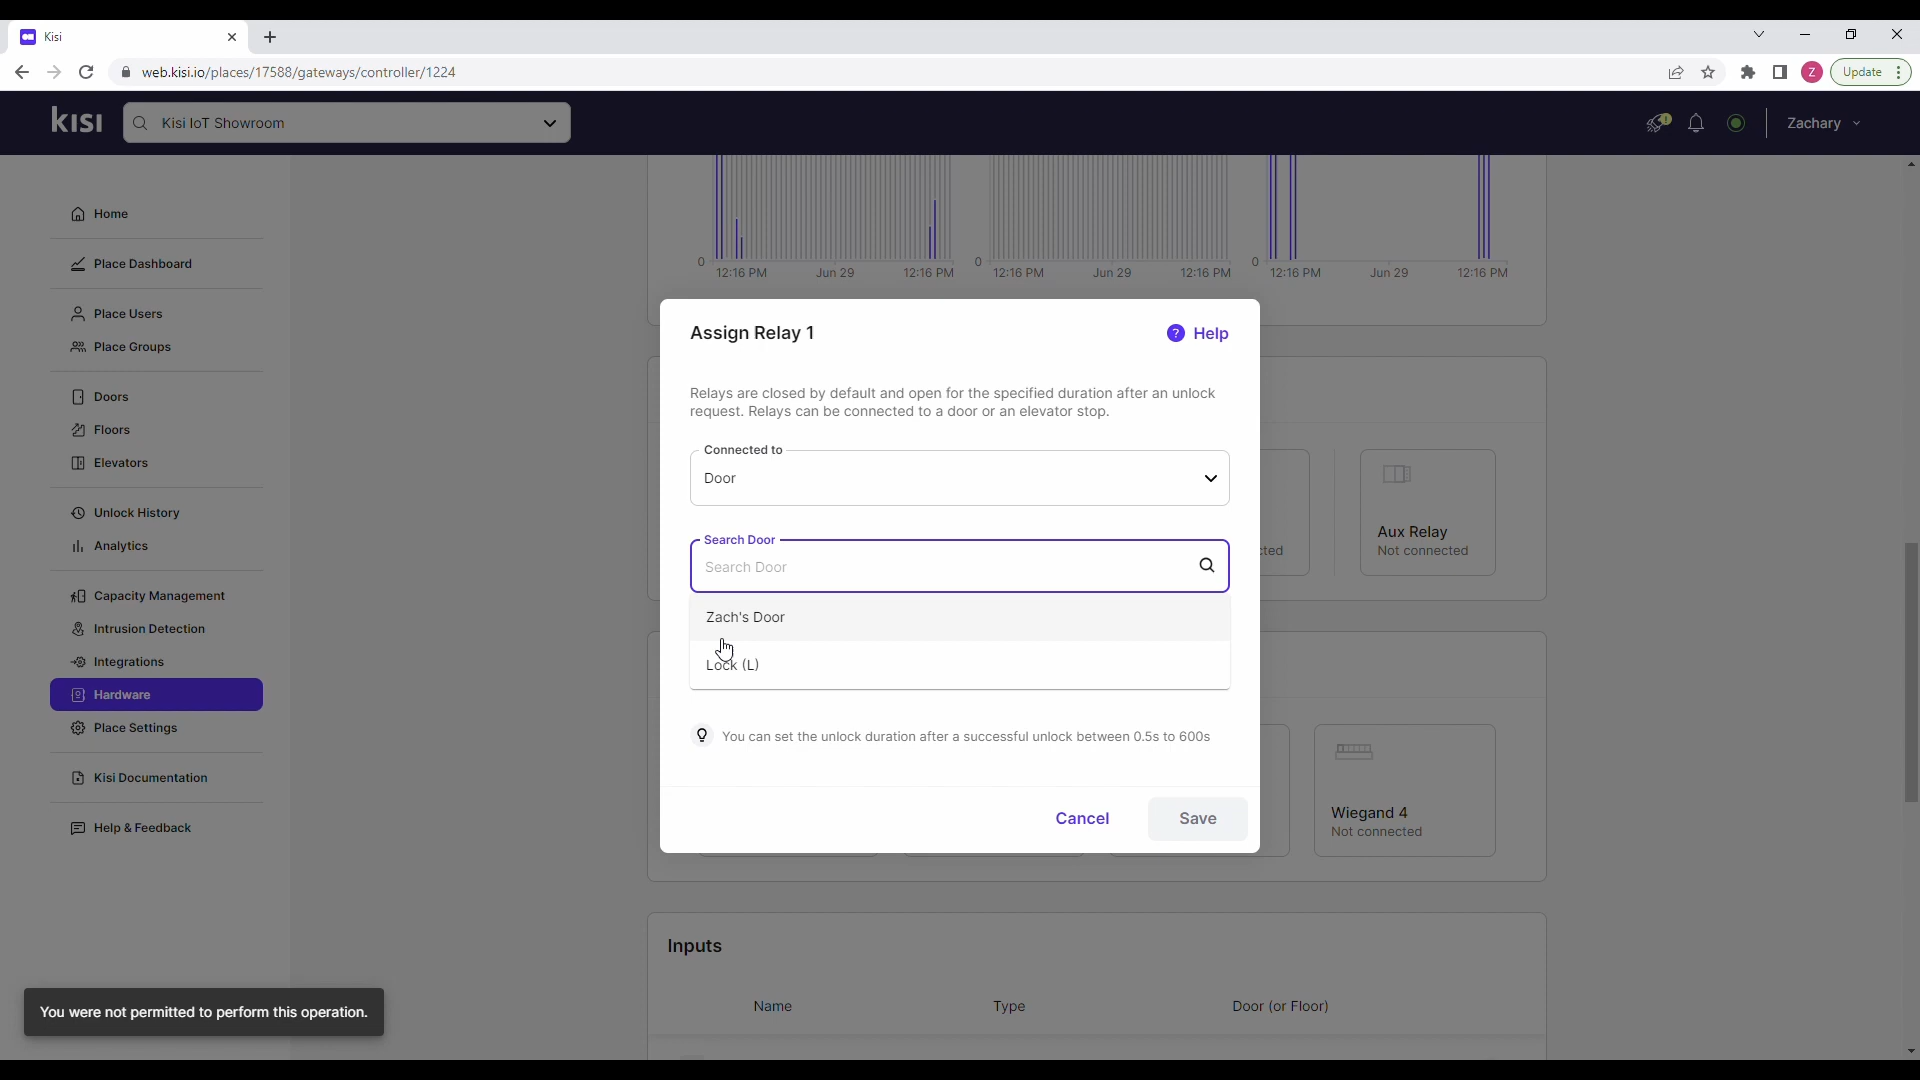 Kisi
web.kisi.io/places/17588/gateways/controller/1224
Z
Update
kisi
Kisi IoT Showroom
Zachary
Home
Place Dashboard
Place Users
Place Groups
Doors
Floors
Elevators
Unlock History
Analytics
Capacity Management
Intrusion Detection
Integrations
Hardware
Place Settings
Kisi Documentation
Help & Feedback
0 0 0
12:16 PM Jun 29 12:16 PM 12:16 PM Jun 29 12:16 PM 12:16 PM Jun 29 12:16 PM
Assign Relay 1
? Help
Relays are closed by default and open for the specified duration after an unlock
request. Relays can be connected to a door or an elevator stop.
Connected to
Door
Search Door
Search Door
Zach's Door
Lock (L)
You can set the unlock duration after a successful unlock between 0.5s to 600s
Cancel Save
cted
Aux Relay
Not connected
Wiegand 4
Not connected
Inputs
Name Type Door (or Floor)
You were not permitted to perform this operation.